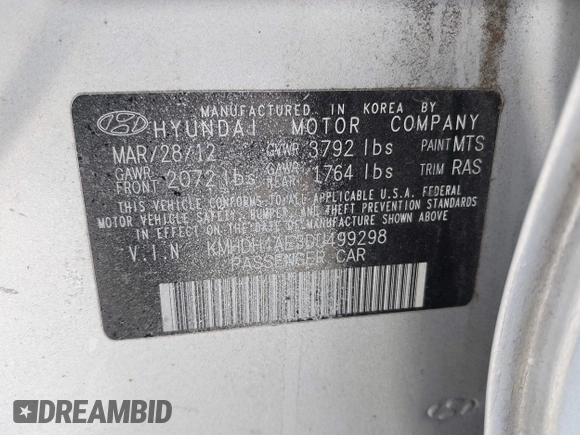 MANUFACTURED IN KOREA BY
HYUNDAI MOTOR COMPANY
MAR/28/12 GVWR 3792 lbs PAINT MTS
GAWR FRONT 2072 lbs GAWR REAR 1764 lbs TRIM RAS
THIS VEHICLE CONFORMS TO ALL APPLICABLE U.S.A. FEDERAL
MOTOR VEHICLE SAFETY, BUMPER, AND THEFT PREVENTION
STANDARDS IN EFFECT ON THE DATE OF MANUFACTURE SHOWN ABOVE.
V.I.N KMHDH4AE3DU499298
PASSENGER CAR
DREAMBID